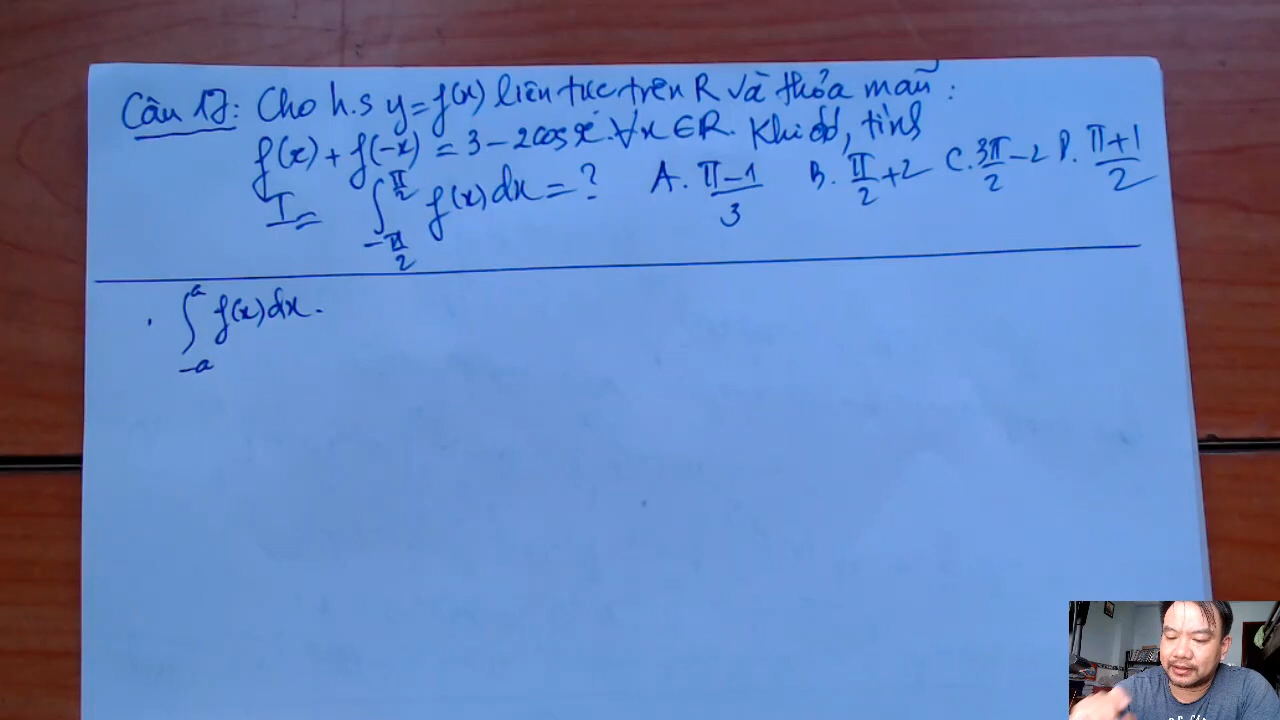 Câu 17: Cho h.s y=f(x) liên tục trên R và thỏa mãn:
f(x) + f(-x) = 3 - 2cosx. ∀x ∈ R. Khi đó, tính
I = ∫_{-π/2}^{π/2} f(x)dx = ? A. (π-1)/3 B. π/2 + 2 C. 3π/2 - 2 D. (π+1)/2
. ∫_{-a}^{a} f(x)dx.